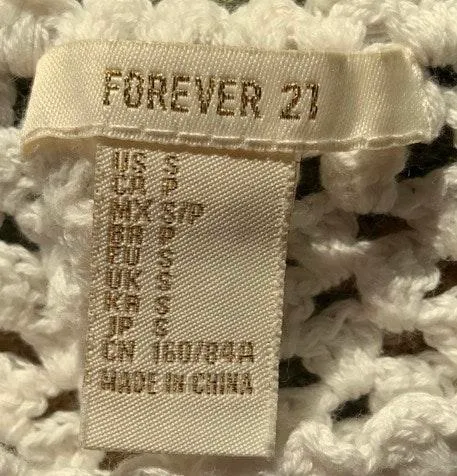 FOREVER 21
US S
CA P
MX S/P
BR P
EU S
UK S
KR S
JP S
CN 160/84A
MADE IN CHINA